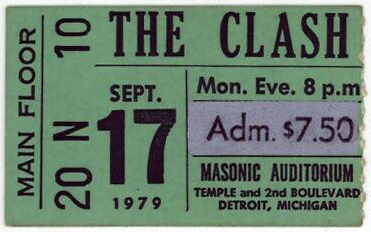 MAIN FLOOR
20 N 10
THE CLASH
SEPT.
17
1979
Mon. Eve. 8 p.m
Adm. $7.50
MASONIC AUDITORIUM
TEMPLE and 2nd BOULEVARD
DETROIT, MICHIGAN